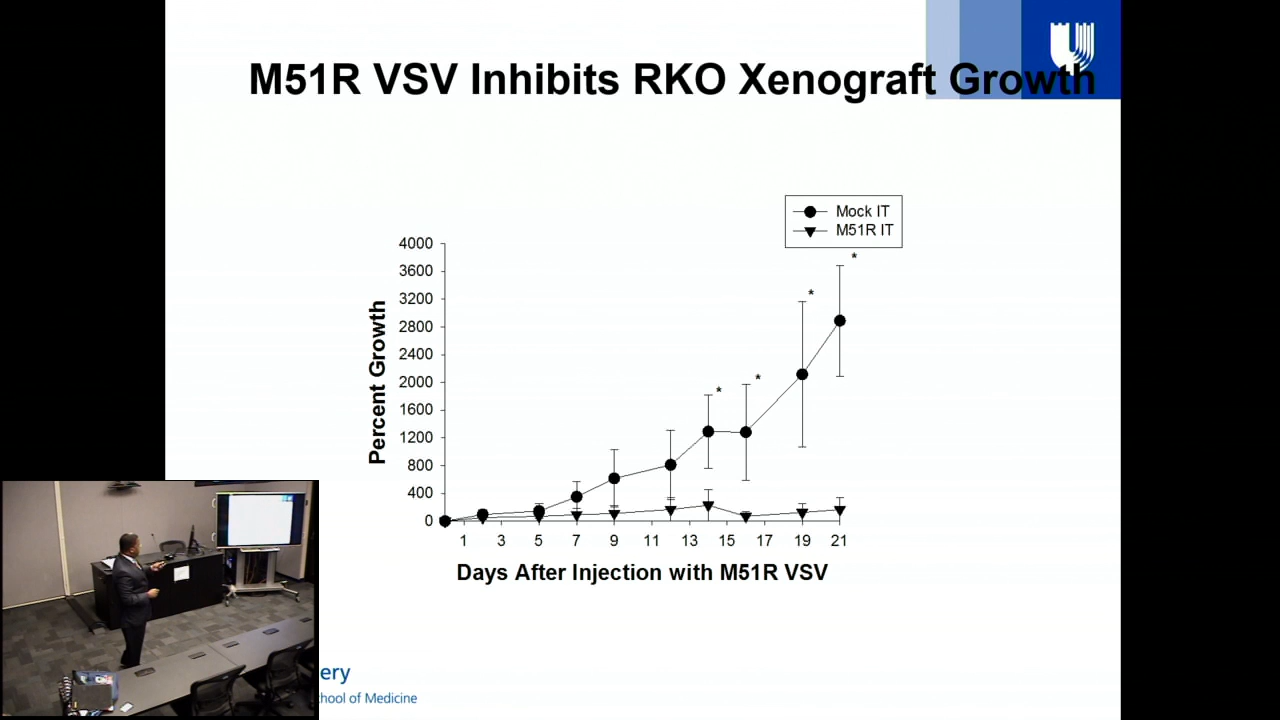 M51R VSV Inhibits RKO Xenograft Growth
Mock IT
M51R IT
4000
3600
3200
2800
2400
2000
1600
1200
800
400
0
Percent Growth
*
*
*
*
1 3 5 7 9 11 13 15 17 19 21
Days After Injection with M51R VSV
ery
chool of Medicine